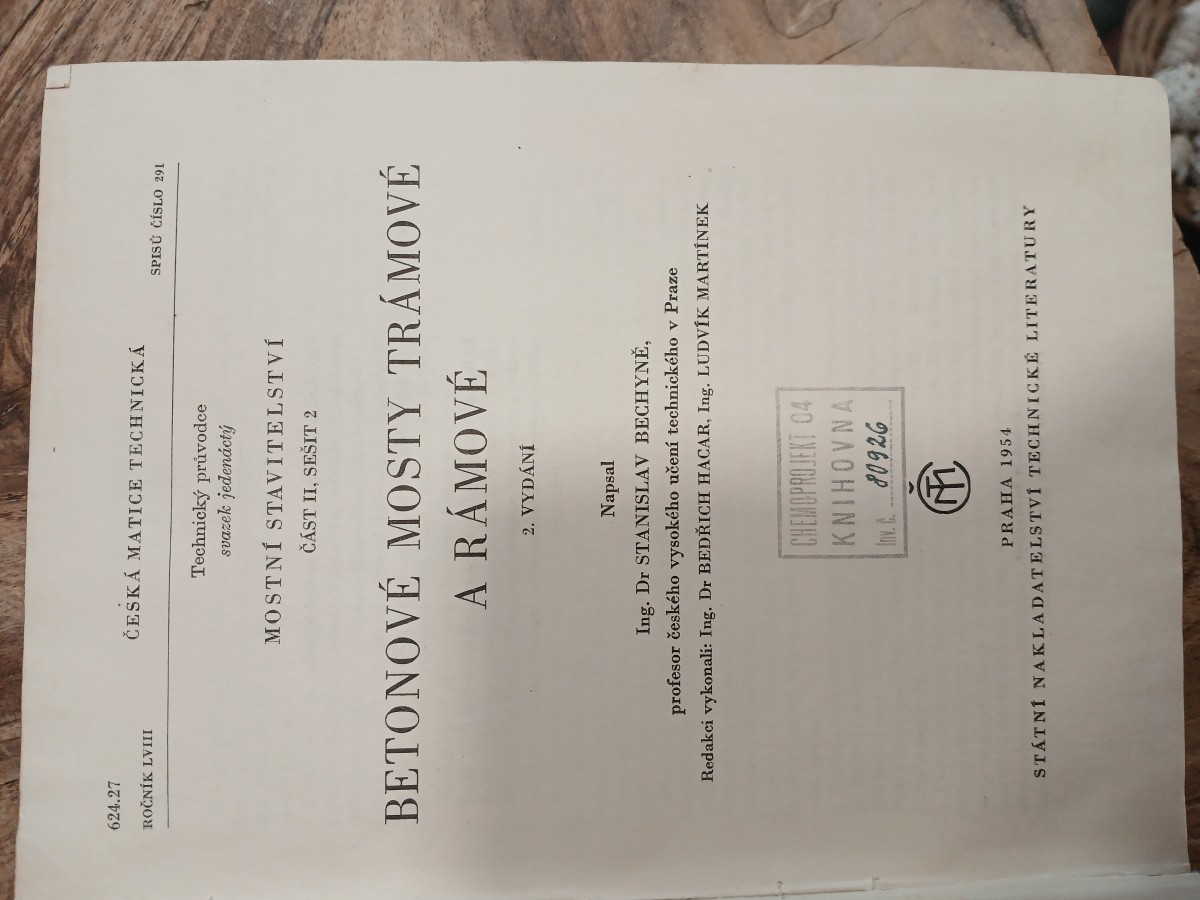 624.27
ROČNÍK LVIII
ČESKÁ MATICE TECHNICKÁ
SPISŮ ČÍSLO 291
Technický průvodce
svazek jedenáctý
MOSTNÍ STAVITELSTVÍ
ČÁST II, SEŠIT 2
BETONOVÉ MOSTY TRÁMOVÉ
A RÁMOVÉ
2. VYDÁNÍ
Napsal
Ing. Dr STANISLAV BECHYNĚ,
profesor českého vysokého učení technického v Praze
Redakci vykonali: Ing. Dr BEDŘICH HACAR, Ing. LUDVÍK MARTÍNEK
CHEMOPROJEKT 04
KNIHOVNA
Inv. č. 80926
ČMT
PRAHA 1954
STÁTNÍ NAKLADATELSTVÍ TECHNICKÉ LITERATURY